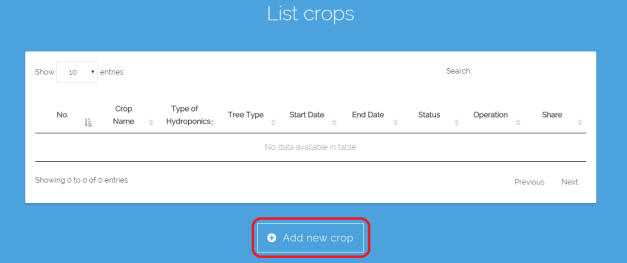 List crops
Show 10 entries Search:
No. Crop Name Type of Hydroponics Tree Type Start Date End Date Status Operation Share
No data available in table
Showing 0 to 0 of 0 entries Previous Next
Add new crop